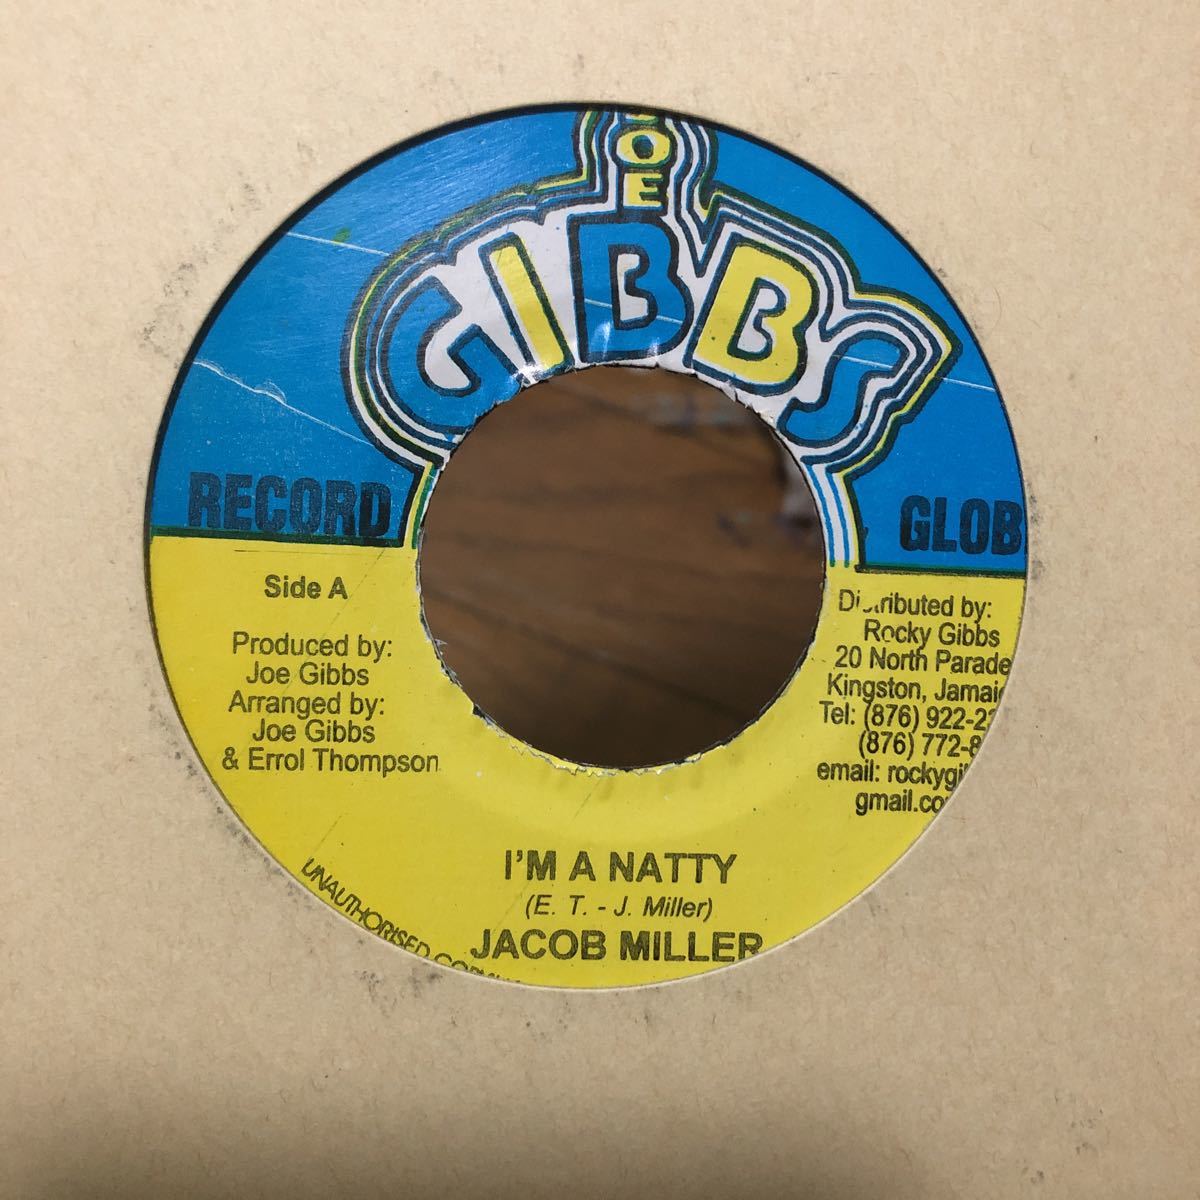 JOE
GIBBS
RECORD GLOB
Side A
Produced by:
Joe Gibbs
Arranged by:
Joe Gibbs
& Errol Thompson
Distributed by:
Rocky Gibbs
20 North Parade
Kingston, Jamai
Tel: (876) 922-2
(876) 772-8
email: rockygi
gmail.co
I'M A NATTY
(E. T. - J. Miller)
JACOB MILLER
UNAUTHORISED